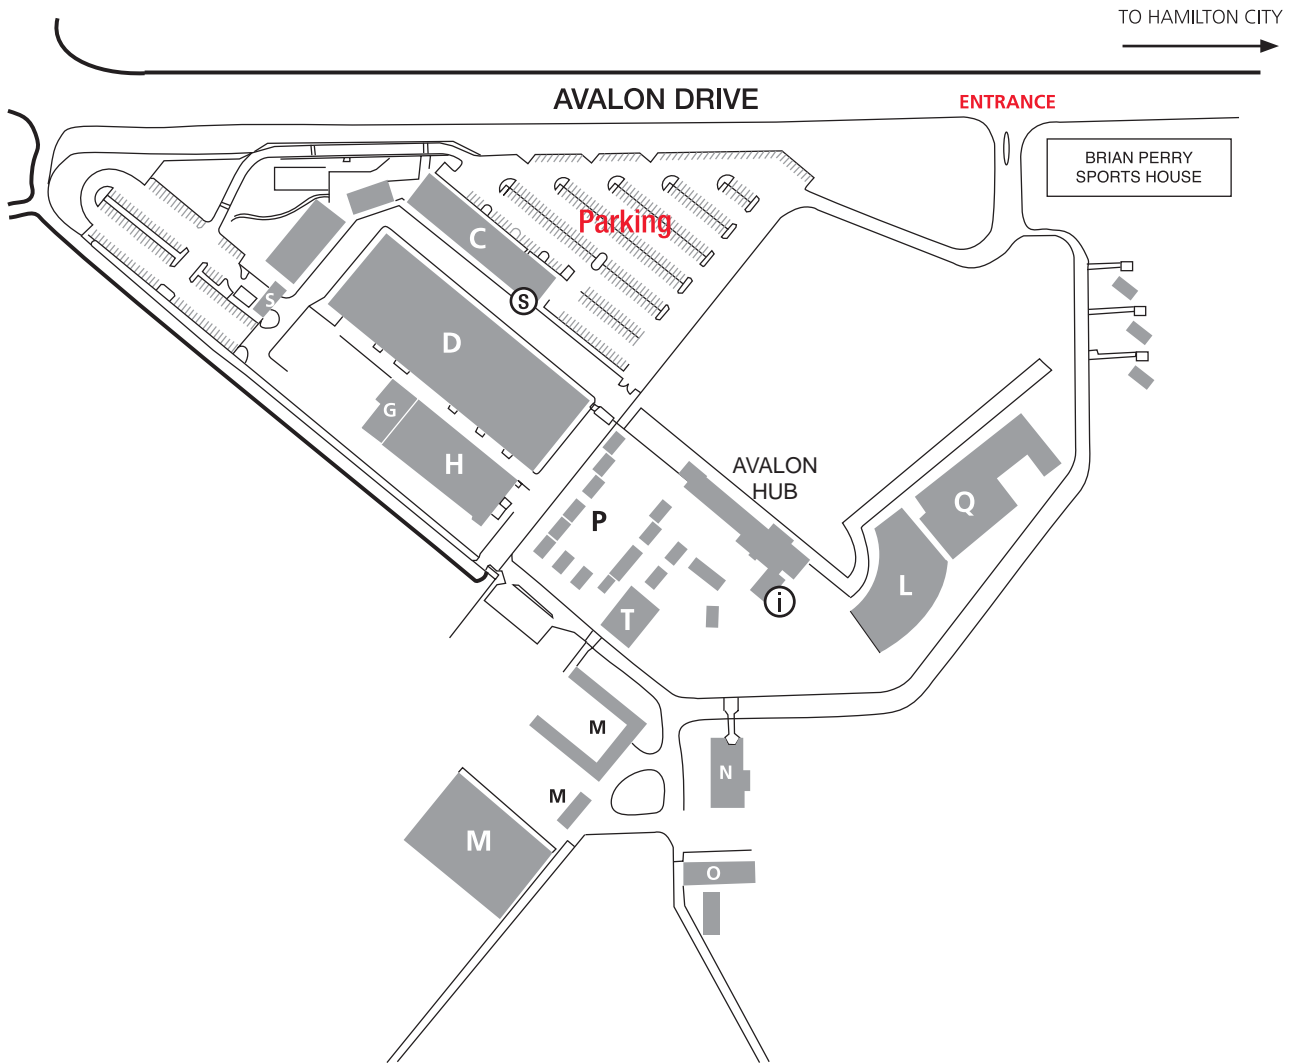 TO HAMILTON CITY
AVALON DRIVE
ENTRANCE
BRIAN PERRY
SPORTS HOUSE
Parking
C
S
S
D
G
H
AVALON
HUB
P
Q
L
i
T
M
N
M
M
O